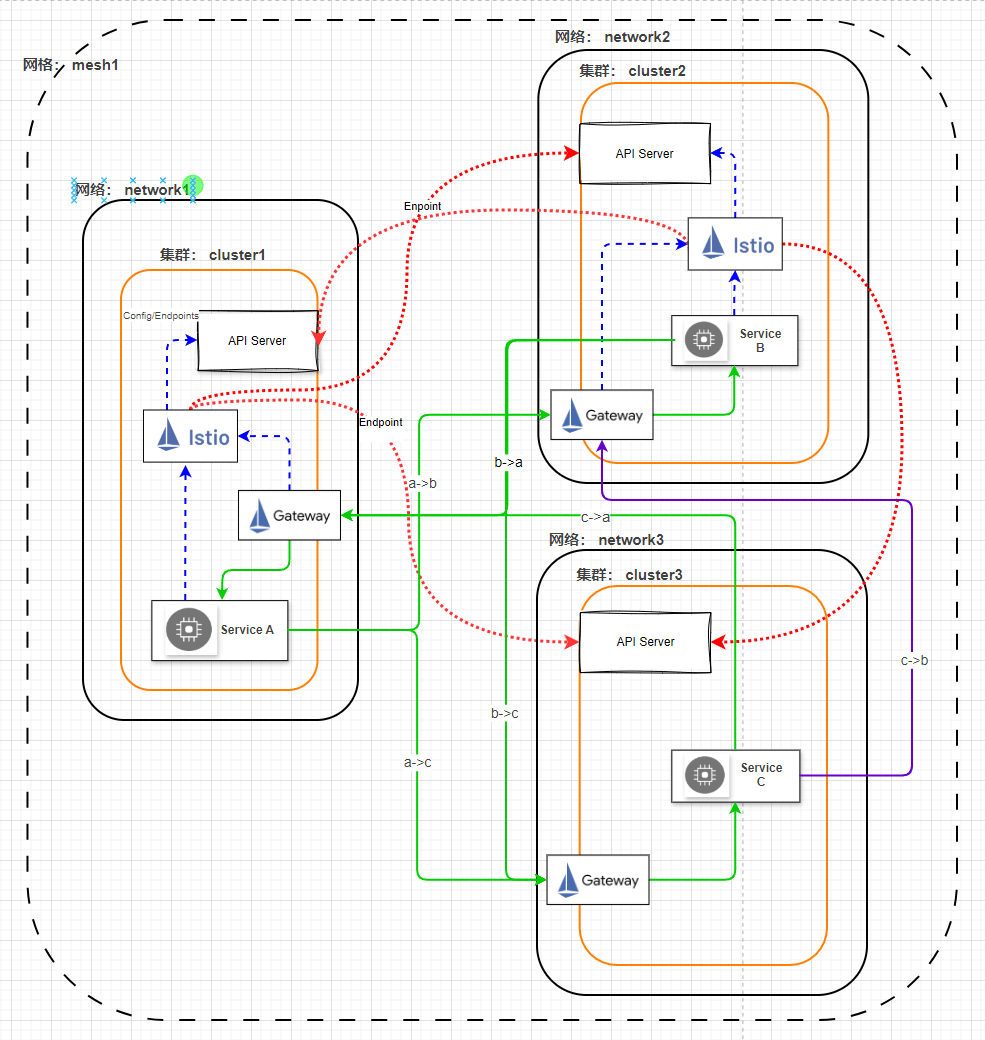 网格： mesh1
网络： network1
集群： cluster1
Config/Endpoints
API Server
Istio
Gateway
Service A
网络： network2
集群： cluster2
API Server
Istio
Service
B
Gateway
Enpoint
Endpoint
a->b
b->a
c->a
网络： network3
集群： cluster3
API Server
c->b
b->c
a->c
Service
C
Gateway